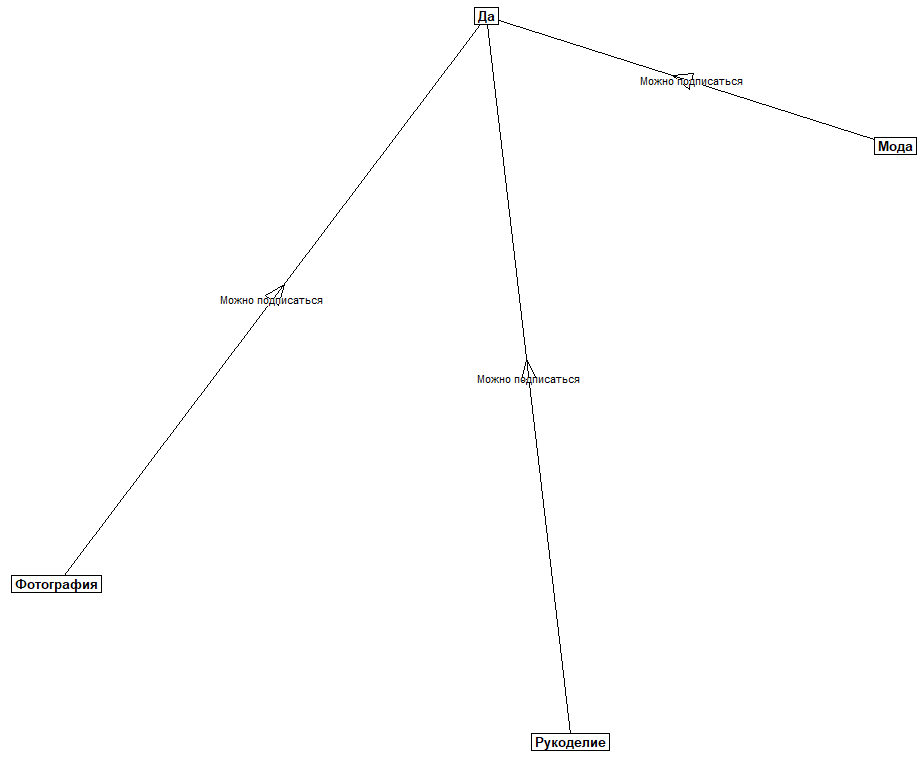 Да
Можно подписаться
Мода
Можно подписаться
Можно подписаться
Фотография
Рукоделие